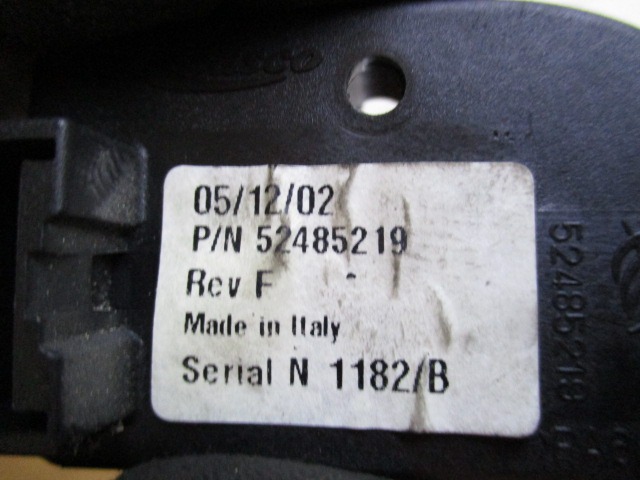 05/12/02
P/N 52485219
Rev F
Made in Italy
Serial N 1182/B
52485219